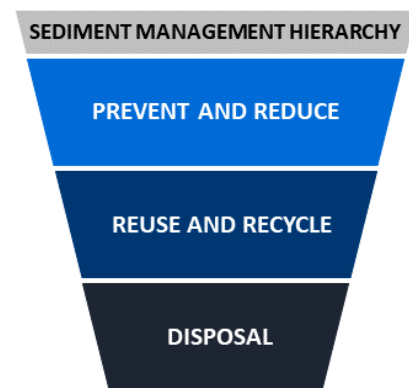 SEDIMENT MANAGEMENT HIERARCHY
PREVENT AND REDUCE
REUSE AND RECYCLE
DISPOSAL